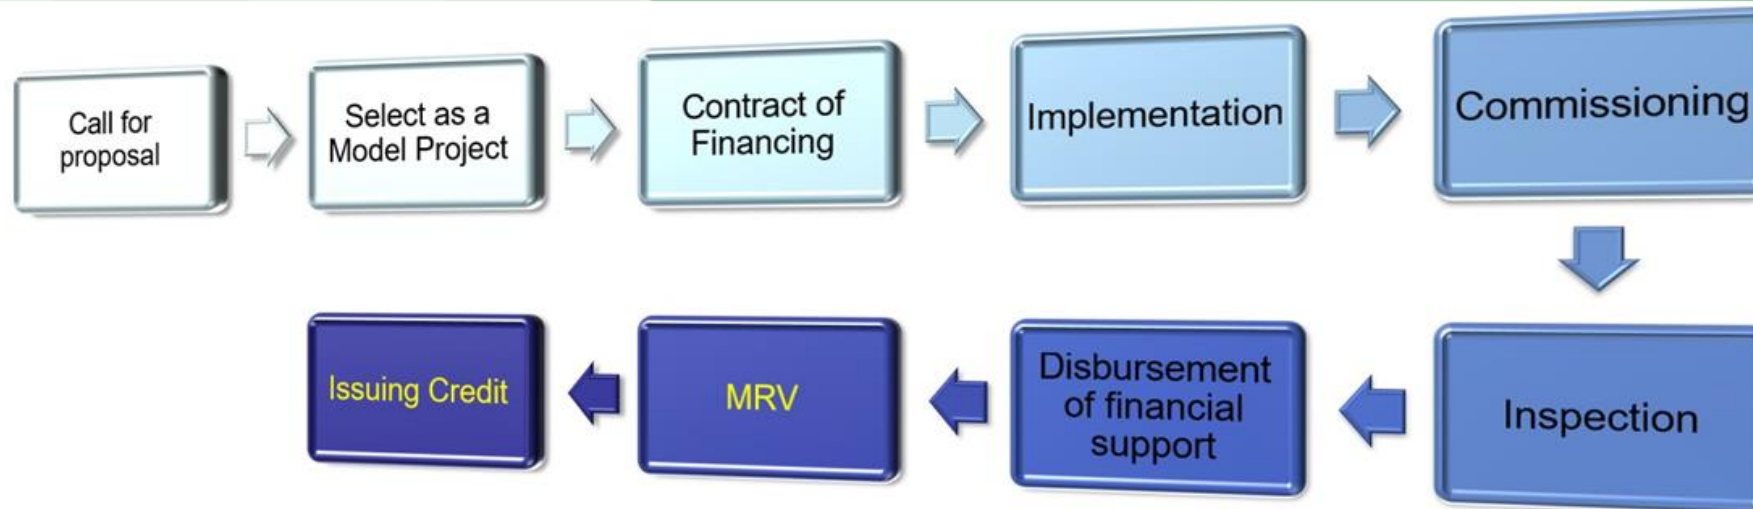 Call for
proposal
Select as a
Model Project
Contract of
Financing
Implementation
Commissioning
Inspection
Disbursement
of financial
support
MRV
Issuing Credit